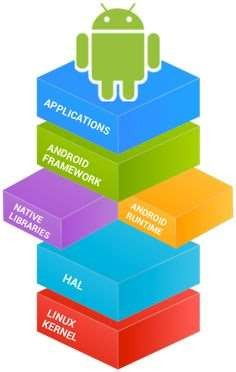 APPLICATIONS
ANDROID
FRAMEWORK
NATIVE
LIBRARIES
ANDROID
RUNTIME
HAL
LINUX
KERNEL